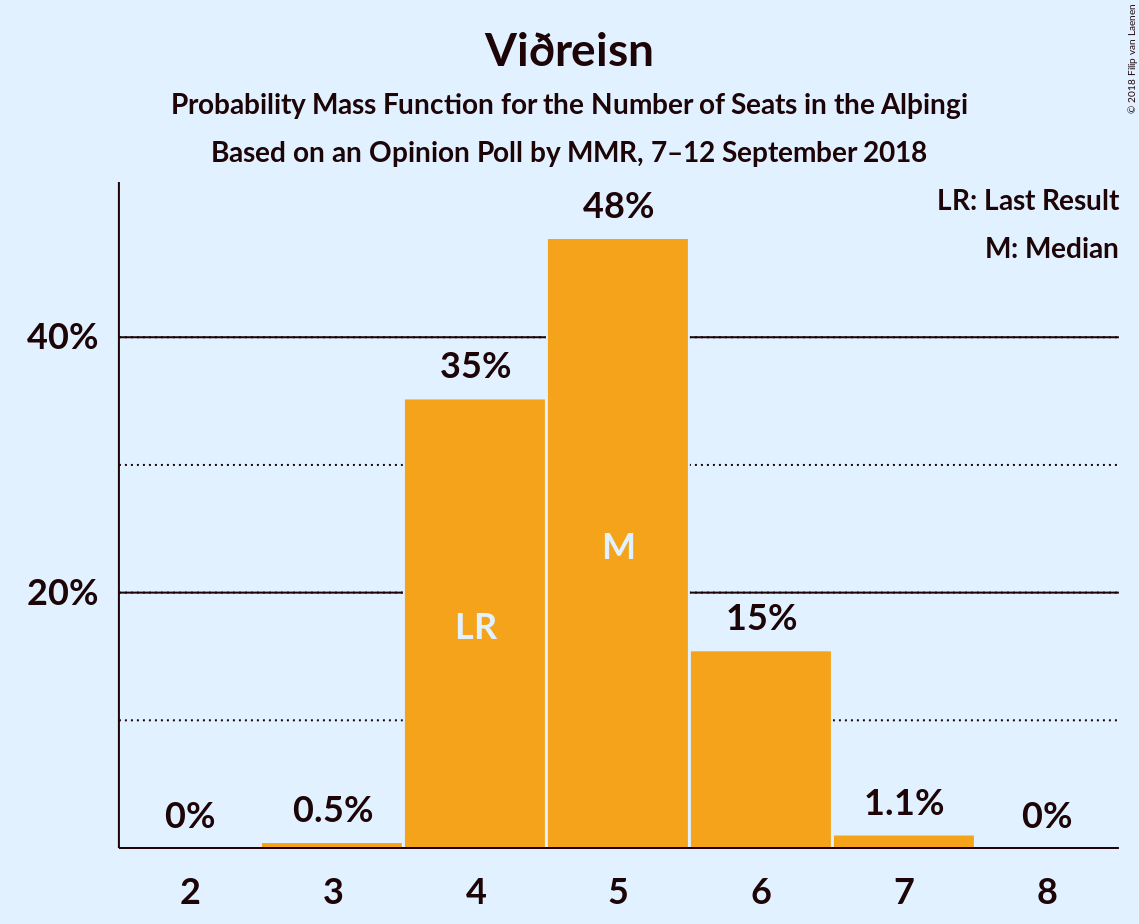 Viðreisn
Probability Mass Function for the Number of Seats in the Alþingi
Based on an Opinion Poll by MMR, 7–12 September 2018
© 2018 Filip van Laenen
LR: Last Result
M: Median
48%
40%
35%
M
20%
LR
15%
0%
0.5%
1.1%
0%
2 3 4 5 6 7 8